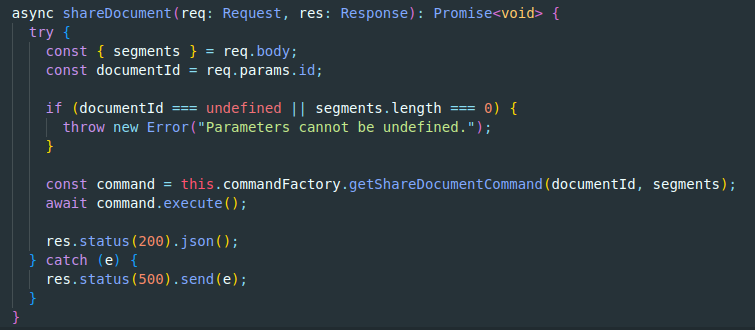 async shareDocument(req: Request, res: Response): Promise<void> {
try {
const { segments } = req.body;
const documentId = req.params.id;
if (documentId === undefined || segments.length === 0) {
throw new Error("Parameters cannot be undefined.");
}
const command = this.commandFactory.getShareDocumentCommand(documentId, segments);
await command.execute();
res.status(200).json();
} catch (e) {
res.status(500).send(e);
}
}